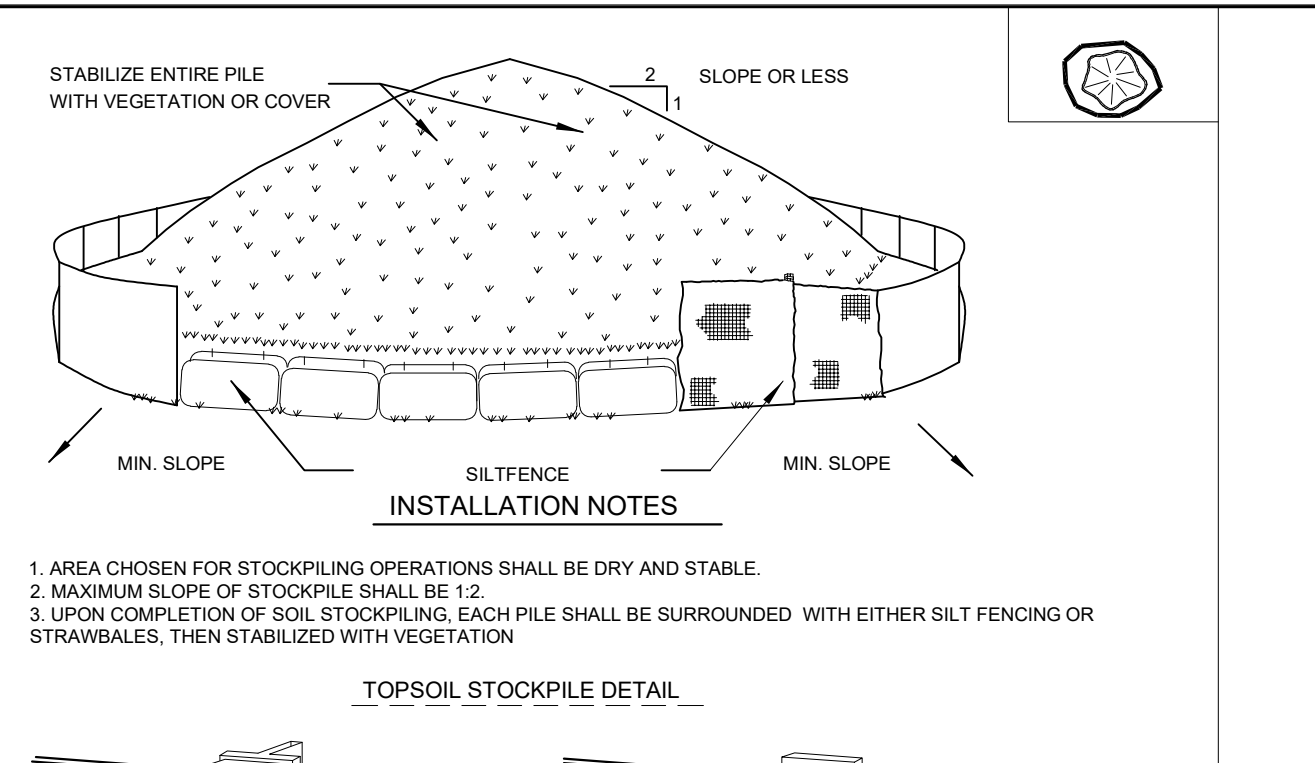 STABILIZE ENTIRE PILE
WITH VEGETATION OR COVER
2
SLOPE OR LESS
1
MIN. SLOPE
SILTFENCE
MIN. SLOPE
INSTALLATION NOTES
1. AREA CHOSEN FOR STOCKPILING OPERATIONS SHALL BE DRY AND STABLE.
2. MAXIMUM SLOPE OF STOCKPILE SHALL BE 1:2.
3. UPON COMPLETION OF SOIL STOCKPILING, EACH PILE SHALL BE SURROUNDED WITH EITHER SILT FENCING OR
STRAWBALES, THEN STABILIZED WITH VEGETATION
TOPSOIL STOCKPILE DETAIL